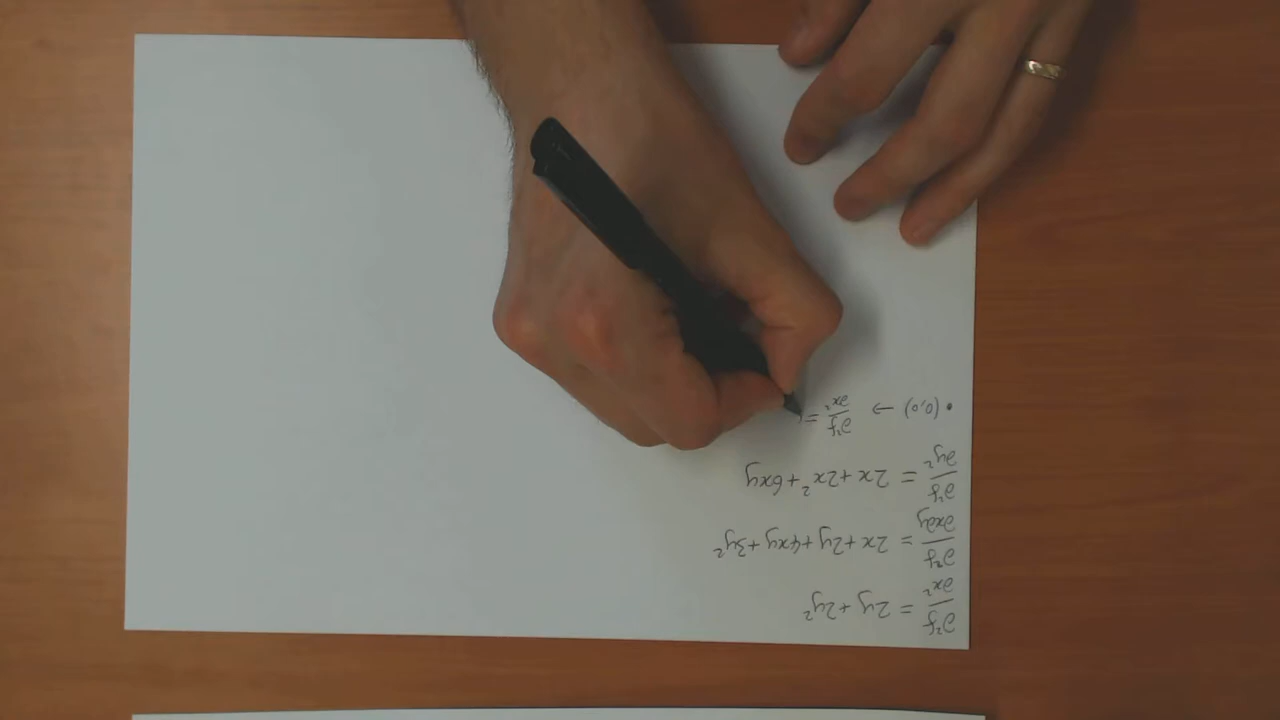 ∂²f/∂x² = 2y + 2y²
∂²f/∂x∂y = 2x + 2y + 4xy + 3y²
∂²f/∂y² = 2x + 2x² + 6xy
• (0,0) → ∂²f/∂x² =